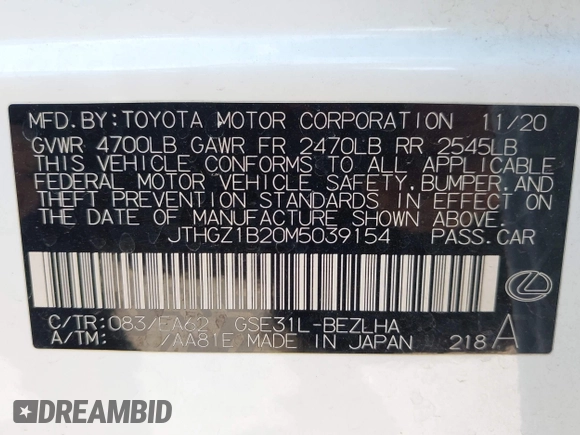 MFD.BY: TOYOTA MOTOR CORPORATION 11/20
GVWR 4700LB GAWR FR 2470LB RR 2545LB
THIS VEHICLE CONFORMS TO ALL APPLICABLE
FEDERAL MOTOR VEHICLE SAFETY, BUMPER, AND
THEFT PREVENTION STANDARDS IN EFFECT ON
THE DATE OF MANUFACTURE SHOWN ABOVE.
JTHGZ1B20M5039154 PASS.CAR
C/TR: 083/EA62 GSE31L-BEZLHA
A/TM: /AA81E MADE IN JAPAN 218 A
DREAMBID